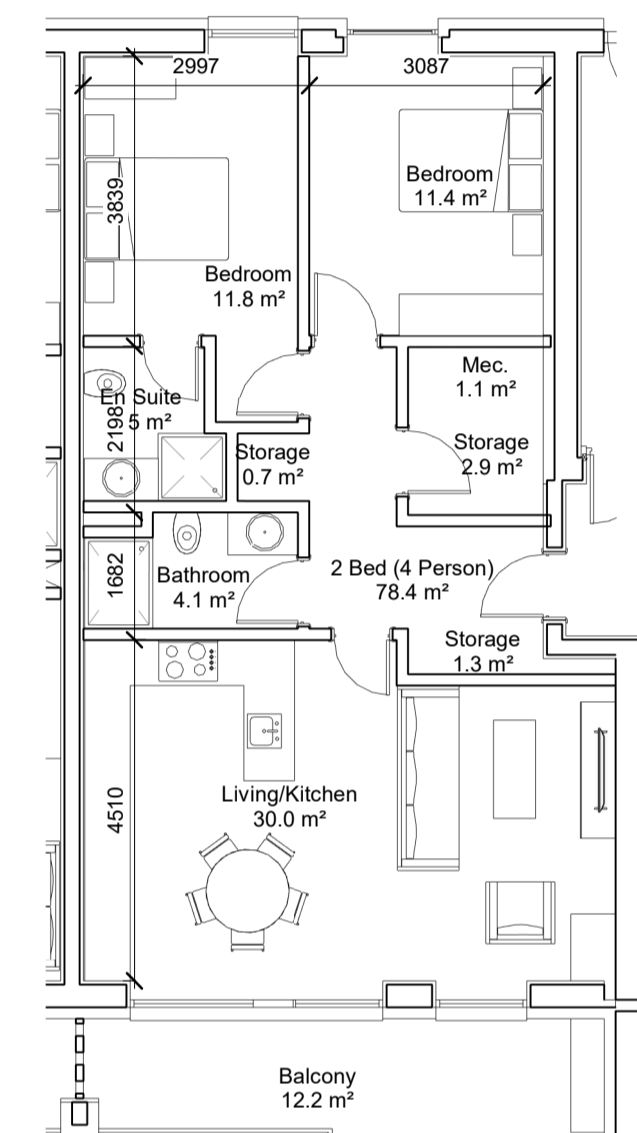 2997
3087
3839
Bedroom
11.4 m²
Bedroom
11.8 m²
Mec.
1.1 m²
En Suite
5 m²
2198
Storage
0.7 m²
Storage
2.9 m²
1682
Bathroom
4.1 m²
2 Bed (4 Person)
78.4 m²
Storage
1.3 m²
4510
Living/Kitchen
30.0 m²
Balcony
12.2 m²